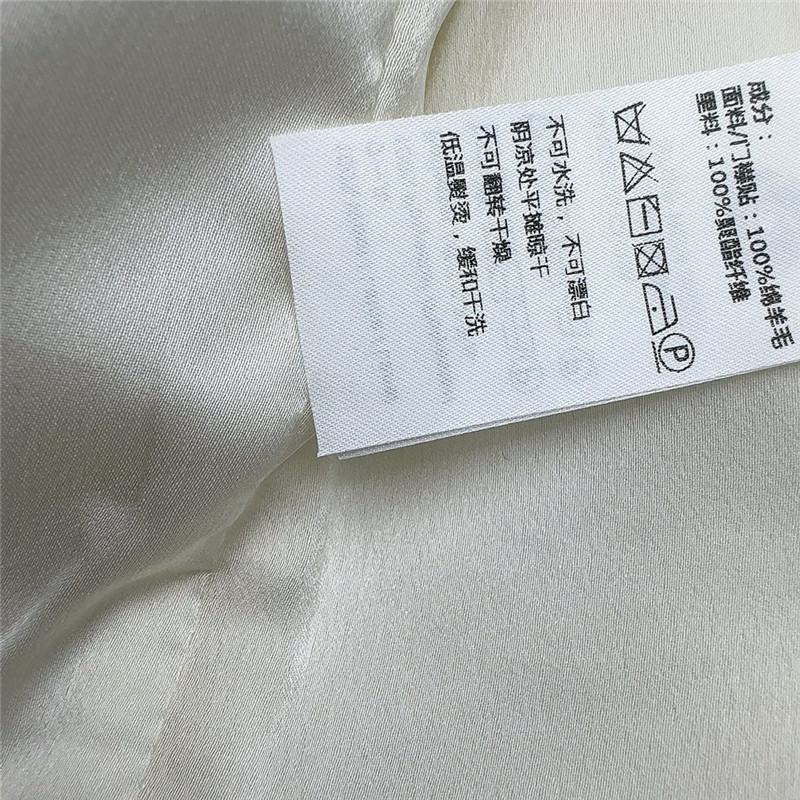 成分：
面料/门襟贴：100%绵羊毛
里料：100%聚酯纤维
P
不可水洗，不可漂白
阴凉处平摊晾干
不可翻转干燥
低温熨烫，缓和干洗